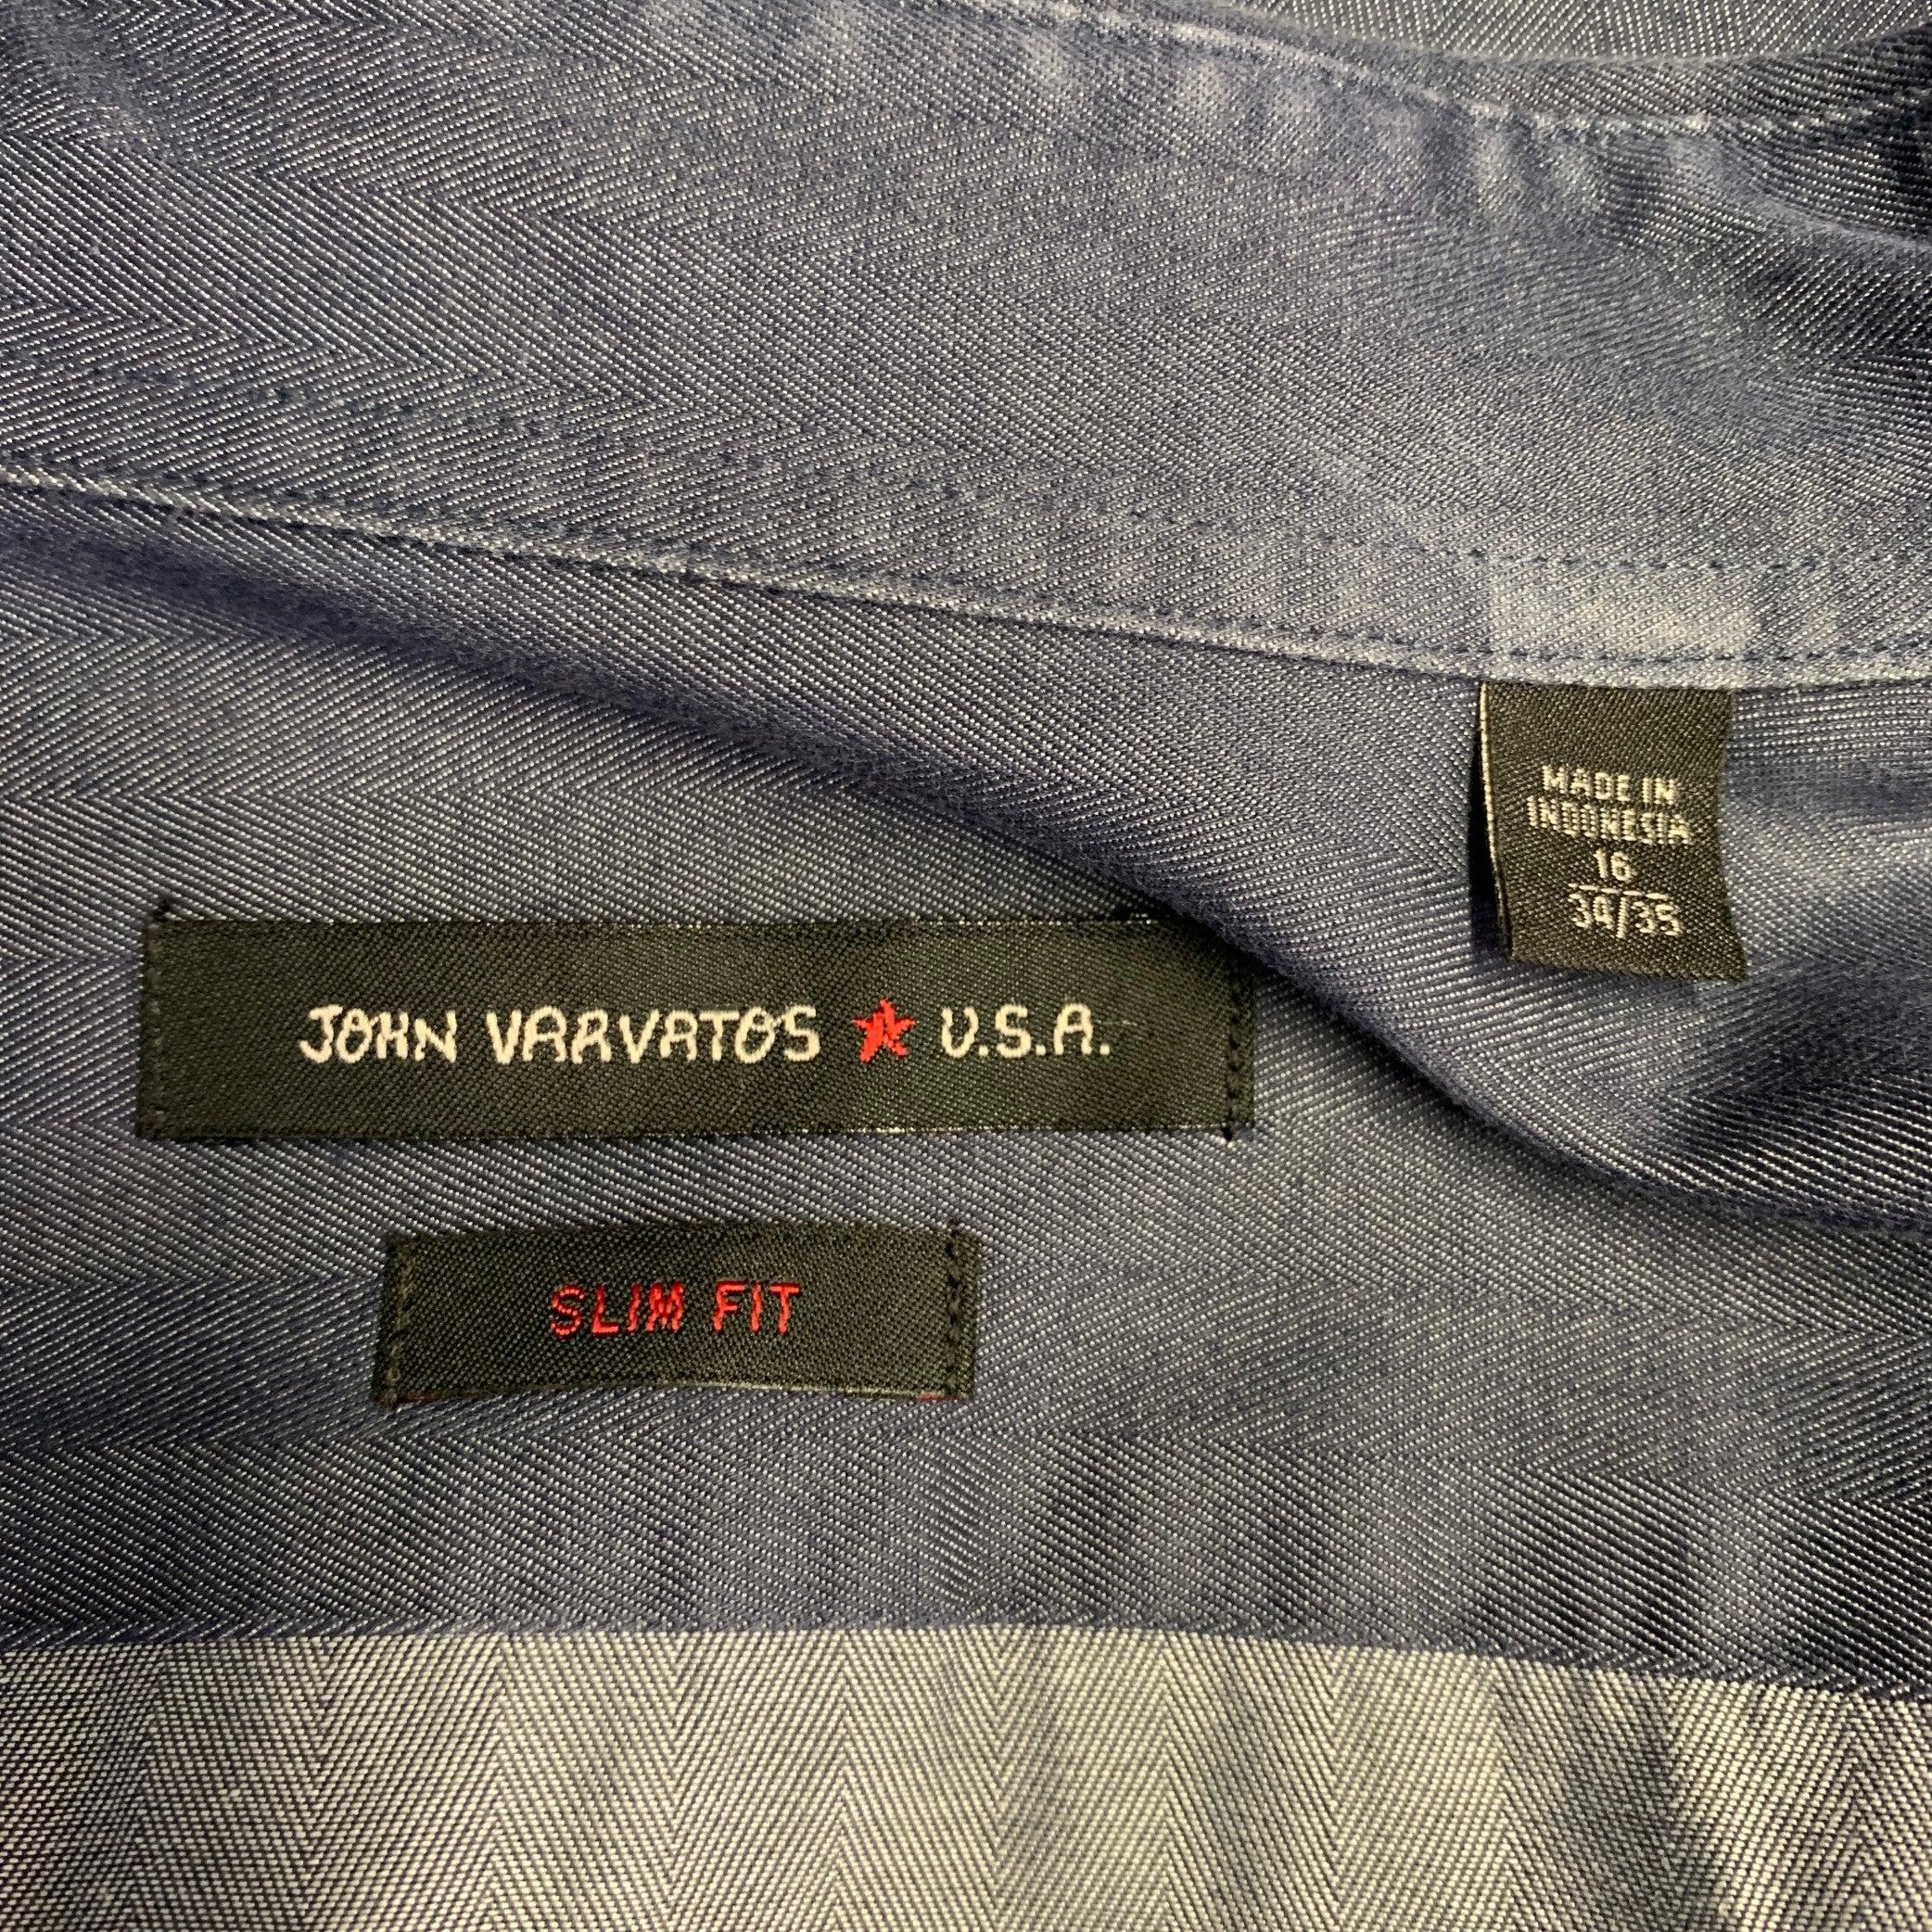 MADE IN
INDONESIA
16
34/35
JOHN VARVATOS ★ U.S.A.
SLIM FIT